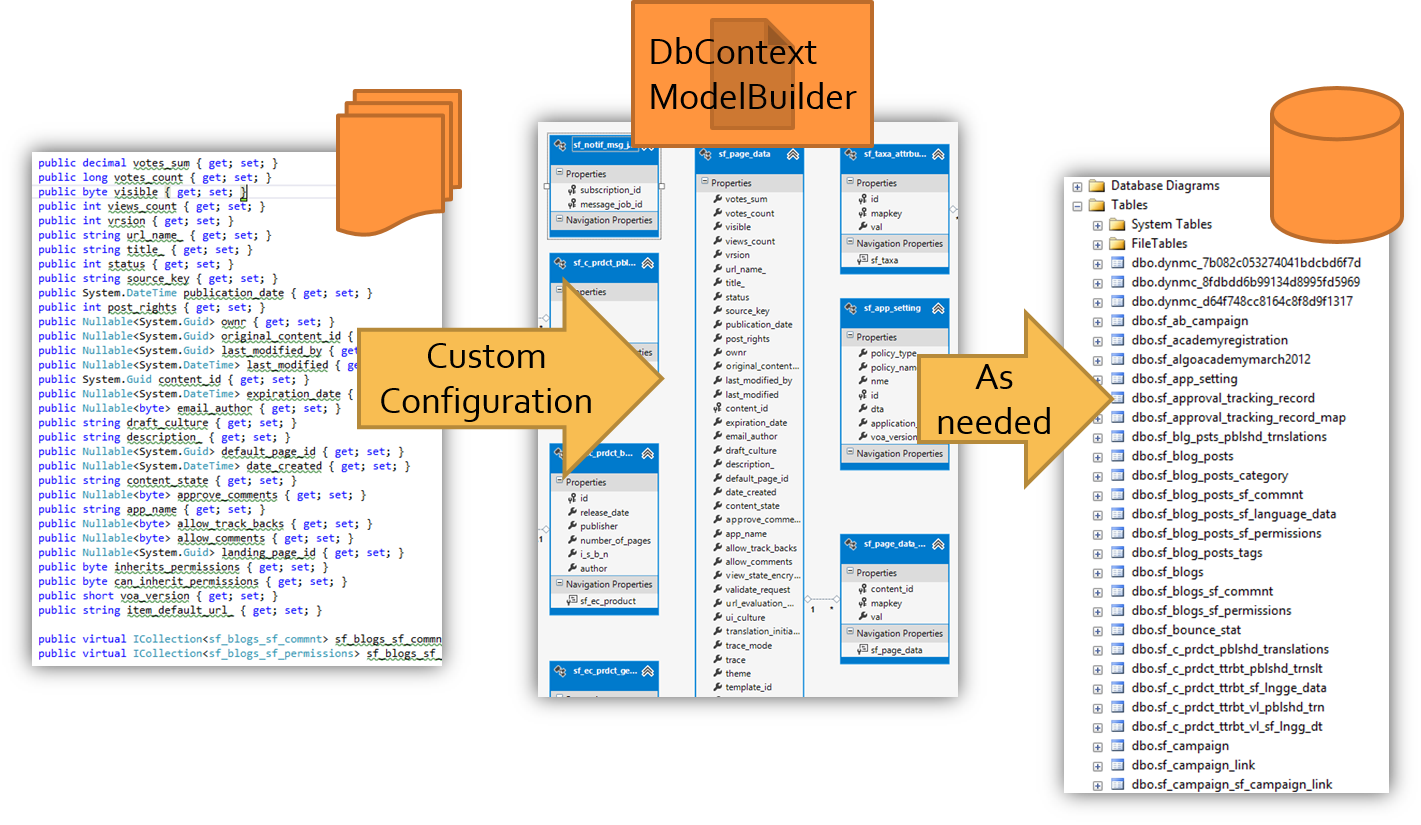 DbContext
ModelBuilder
public decimal votes_sum { get; set; }
public long votes_count { get; set; }
public byte visible { get; set; }
public int views_count { get; set; }
public int vrsion { get; set; }
public string url_name_ { get; set; }
public string title_ { get; set; }
public int status { get; set; }
public string source_key { get; set; }
public System.DateTime publication_date { get; set; }
public int post_rights { get; set; }
public Nullable<System.Guid> ownr { get; set; }
public Nullable<System.Guid> original_content_id {
public Nullable<System.Guid> last_modified_by { get
public Nullable<System.DateTime> last_modified { ge
public System.Guid content_id { get; set; }
public Nullable<System.DateTime> expiration_date {
public Nullable<byte> email_author { get; set; }
public string draft_culture { get; set; }
public string description_ { get; set; }
public Nullable<System.Guid> default_page_id { get; set; }
public Nullable<System.DateTime> date_created { get; set; }
public string content_state { get; set; }
public Nullable<byte> approve_comments { get; set; }
public string app_name { get; set; }
public Nullable<byte> allow_track_backs { get; set; }
public Nullable<byte> allow_comments { get; set; }
public Nullable<System.Guid> landing_page_id { get; set; }
public byte inherits_permissions { get; set; }
public byte can_inherit_permissions { get; set; }
public short voa_version { get; set; }
public string item_default_url_ { get; set; }
public virtual ICollection<sf_blogs_sf_commnt> sf_blogs_sf_commn
public virtual ICollection<sf_blogs_sf_permissions> sf_blogs_sf_
Custom
Configuration
sf_notif_msg_j...
Properties
subscription_id
message_job_id
Navigation Properties
sf_c_prdct_pbl...
perties
ties
ec_prdct_b...
Properties
id
release_date
publisher
number_of_pages
i_s_b_n
author
Navigation Properties
sf_ec_product
1
sf_ec_prdct_ge...
sf_page_data
Properties
votes_sum
votes_count
visible
views_count
vrsion
url_name_
title_
status
source_key
publication_date
post_rights
ownr
original_content...
last_modified_by
last_modified
content_id
expiration_date
email_author
draft_culture
description_
default_page_id
date_created
content_state
approve_comme...
app_name
allow_track_backs
allow_comments
view_state_encry...
validate_request
url_evaluation_...
ui_culture
translation_initia...
trace_mode
trace
theme
template_id
1 *
sf_taxa_attrbu...
Properties
id
mapkey
val
Navigation Properties
sf_taxa
sf_app_setting
Properties
policy_type
policy_nam
nme
id
dta
application_
voa_version
Navigation Properties
sf_page_data_...
Properties
content_id
mapkey
val
Navigation Properties
sf_page_data
As
needed
Database Diagrams
Tables
System Tables
FileTables
dbo.dynmc_7b082c053274041bdcbd6f7d
dbo.dynmc_8fdbdd6b99134d8995fd5969
dbo.dynmc_d64f748cc8164c8f8d9f1317
dbo.sf_ab_campaign
dbo.sf_academyregistration
dbo.sf_algoacademymarch2012
dbo.sf_app_setting
dbo.sf_approval_tracking_record
dbo.sf_approval_tracking_record_map
dbo.sf_blg_psts_pblshd_trnslations
dbo.sf_blog_posts
dbo.sf_blog_posts_category
dbo.sf_blog_posts_sf_commnt
dbo.sf_blog_posts_sf_language_data
dbo.sf_blog_posts_sf_permissions
dbo.sf_blog_posts_tags
dbo.sf_blogs
dbo.sf_blogs_sf_commnt
dbo.sf_blogs_sf_permissions
dbo.sf_bounce_stat
dbo.sf_c_prdct_pblshd_translations
dbo.sf_c_prdct_ttrbt_pblshd_trnslt
dbo.sf_c_prdct_ttrbt_sf_lngge_data
dbo.sf_c_prdct_ttrbt_vl_pblshd_trn
dbo.sf_c_prdct_ttrbt_vl_sf_lngg_dt
dbo.sf_campaign
dbo.sf_campaign_link
dbo.sf_campaign_sf_campaign_link